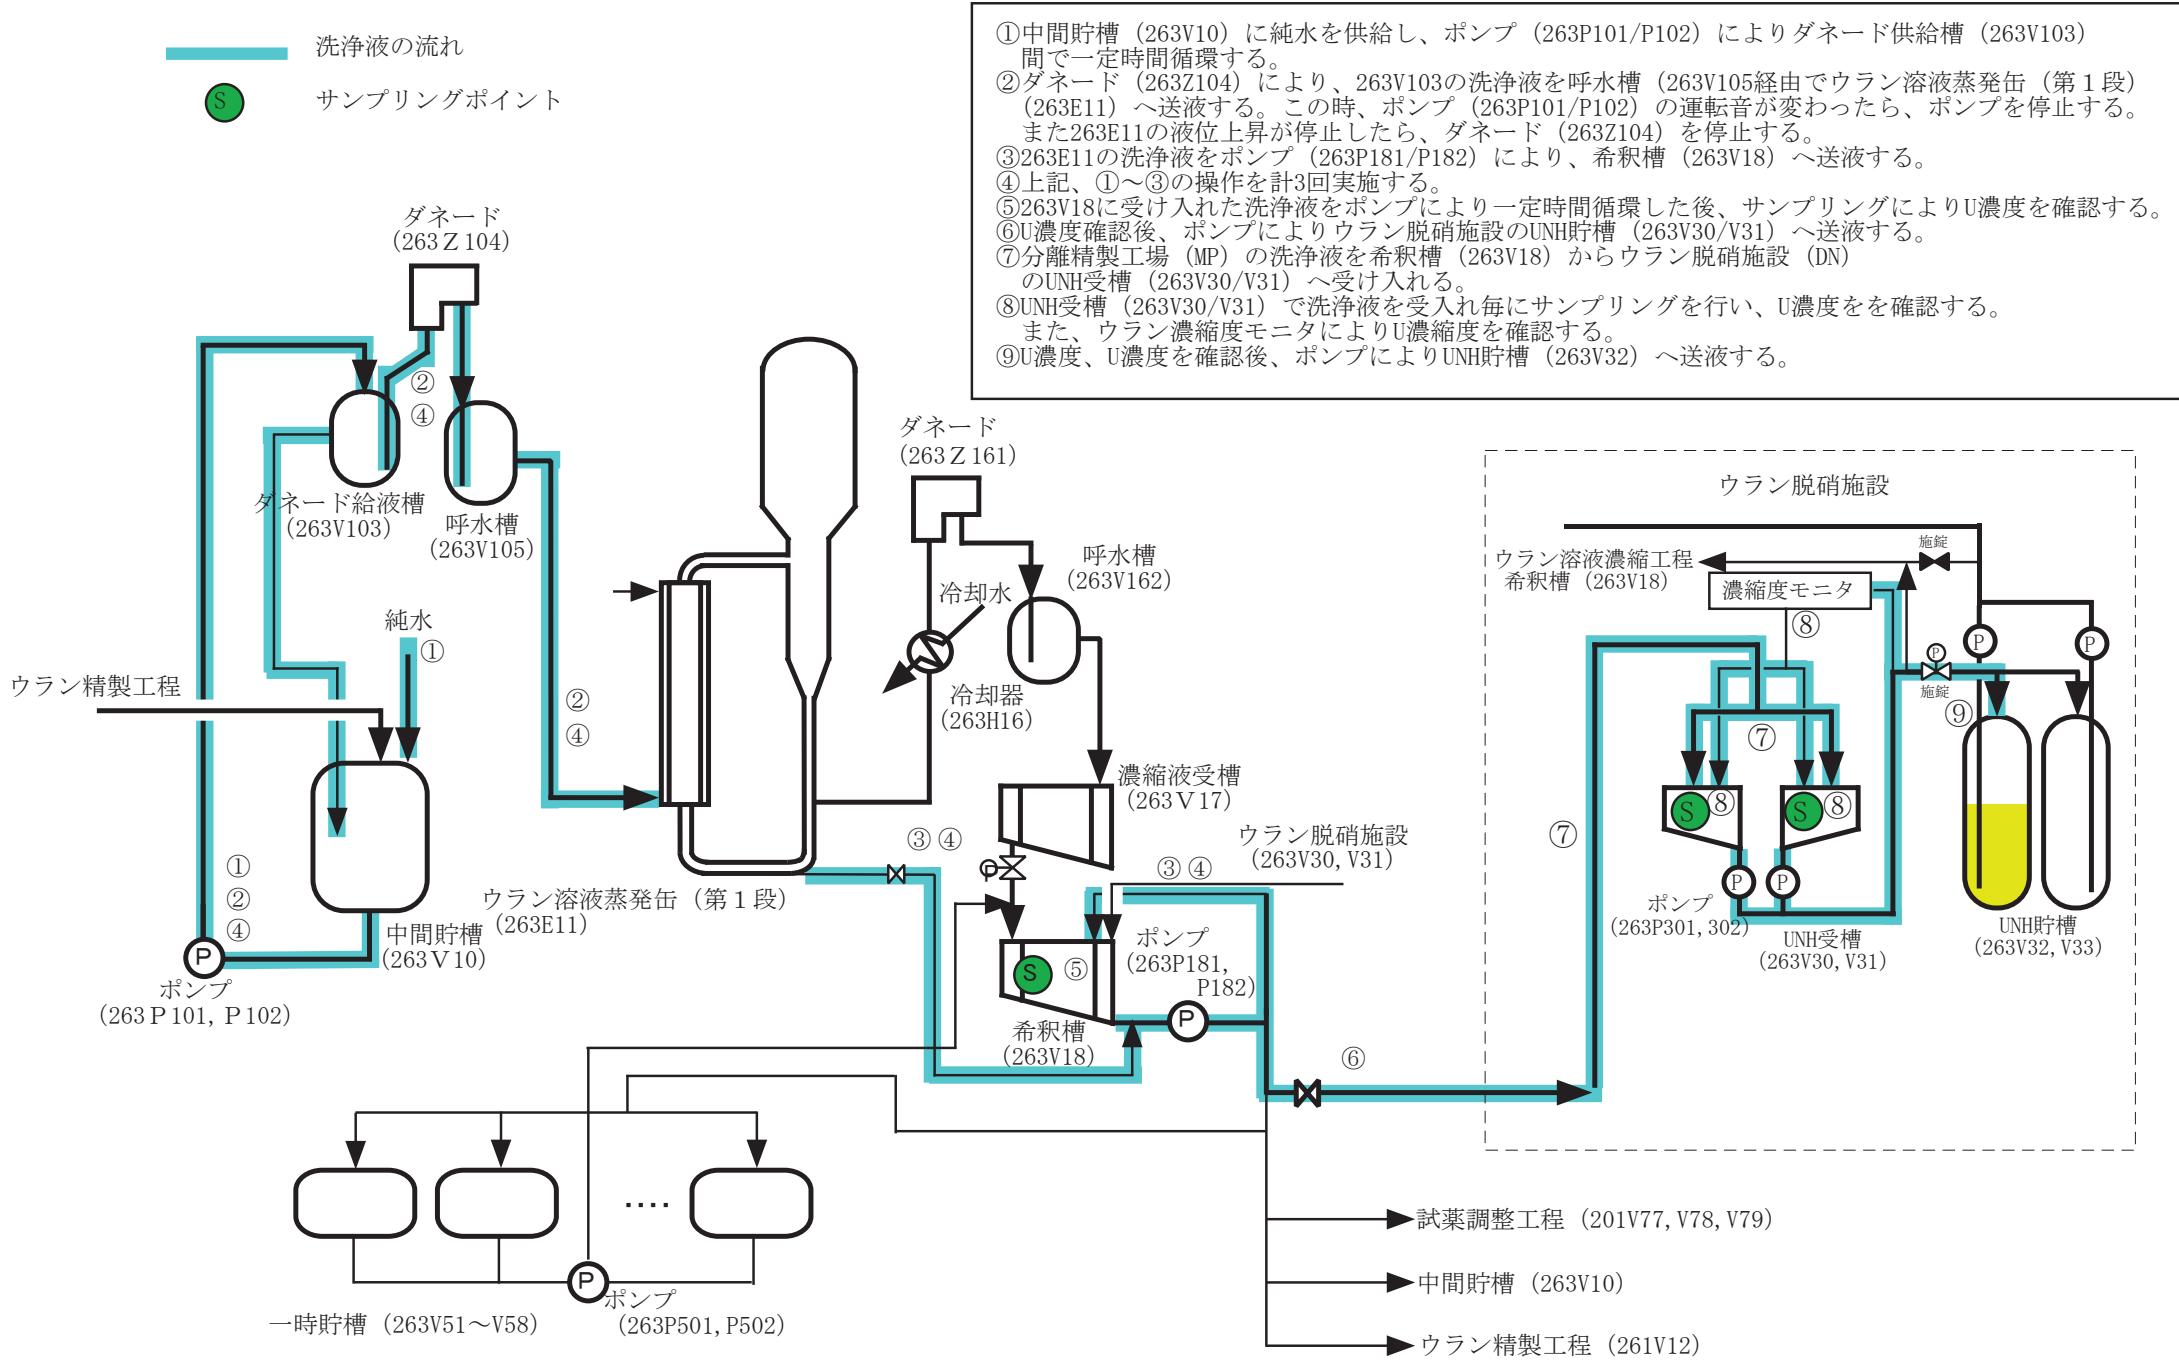 洗浄液の流れ
S
サンプリングポイント
①中間貯槽（263V10）に純水を供給し、ポンプ（263P101/P102）によりダネード供給槽（263V103）
間で一定時間循環する。
②ダネード（263Z104）により、263V103の洗浄液を呼水槽（263V105経由でウラン溶液蒸発缶（第１段）
（263E11）へ送液する。この時、ポンプ（263P101/P102）の運転音が変わったら、ポンプを停止する。
また263E11の液位上昇が停止したら、ダネード（263Z104）を停止する。
③263E11の洗浄液をポンプ（263P181/P182）により、希釈槽（263V18）へ送液する。
④上記、①～③の操作を計3回実施する。
⑤263V18に受け入れた洗浄液をポンプにより一定時間循環した後、サンプリングによりU濃度を確認する。
⑥U濃度確認後、ポンプによりウラン脱硝施設のUNH貯槽（263V30/V31）へ送液する。
⑦分離精製工場（MP）の洗浄液を希釈槽（263V18）からウラン脱硝施設（DN）
のUNH受槽（263V30/V31）へ受け入れる。
⑧UNH受槽（263V30/V31）で洗浄液を受入れ毎にサンプリングを行い、U濃度をを確認する。
また、ウラン濃縮度モニタによりU濃縮度を確認する。
⑨U濃度、U濃度を確認後、ポンプによりUNH貯槽（263V32）へ送液する。
ダネード
（263Ｚ104）
②
④
ダネード給液槽
（263V103）
呼水槽
（263V105）
純水
①
ウラン精製工程
②
④
①
②
④
中間貯槽
（263Ｖ10）
P
ポンプ
（263Ｐ101,Ｐ102）
ダネード
（263Ｚ161）
冷却水
呼水槽
（263V162）
冷却器
（263H16）
濃縮液受槽
（263Ｖ17）
③④
P
ウラン溶液蒸発缶（第１段）
（263E11）
③④
ウラン脱硝施設
（263V30,V31）
ポンプ
（263P181,
P182）
S
⑤
P
希釈槽
（263V18）
⑥
ウラン脱硝施設
ウラン溶液濃縮工程
希釈槽（263V18）
施錠
濃縮度モニタ
⑧
P
P
P
施錠
⑨
⑦
⑦
S
⑧
S
⑧
P
P
ポンプ
（263P301,302）
UNH受槽
（263V30,V31）
UNH貯槽
（263V32,V33）
....
P
ポンプ
（263P501,P502）
一時貯槽（263V51～V58）
試薬調整工程（201V77,V78,V79）
中間貯槽（263V10）
ウラン精製工程（261V12）